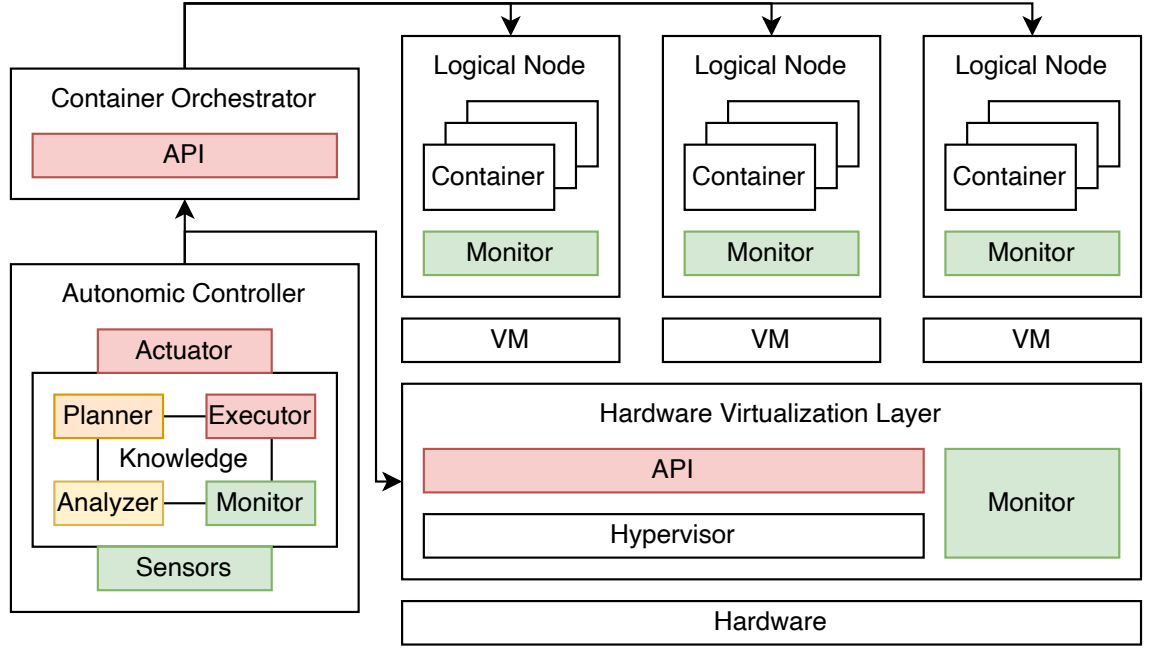 Container Orchestrator
API
Autonomic Controller
Actuator
Planner
Executor
Knowledge
Analyzer
Monitor
Sensors
Logical Node
Container
Monitor
VM
Logical Node
Container
Monitor
VM
Logical Node
Container
Monitor
VM
Hardware Virtualization Layer
API
Hypervisor
Monitor
Hardware